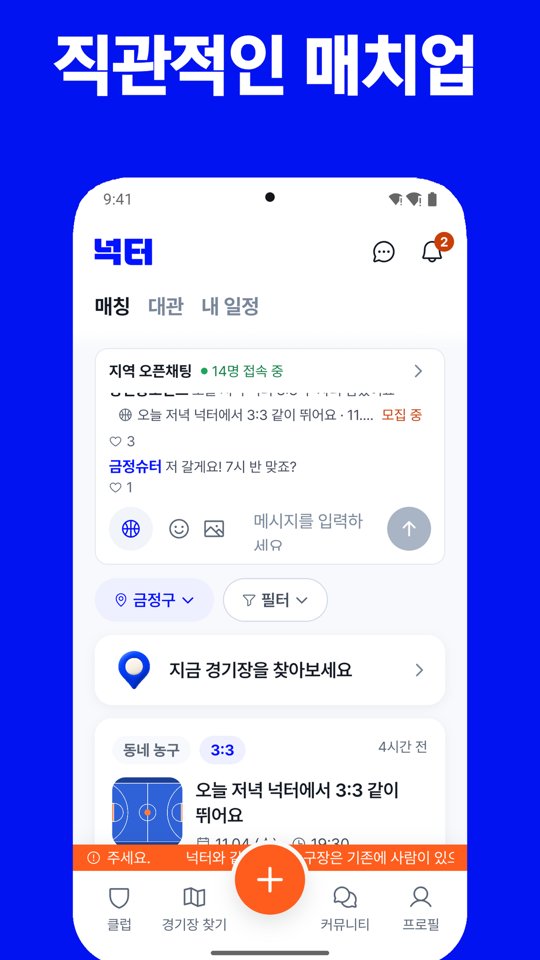 직관적인 매치업
9:41
넉터
2
매칭 대관 내 일정
지역 오픈채팅 14명 접속 중
오늘 저녁 넉터에서 3:3 같이 뛰어요 · 11.... 모집 중
3
금정슈터 저 갈게요! 7시 반 맞죠?
1
메시지를 입력하
세요
금정구 필터
지금 경기장을 찾아보세요
동네 농구 3:3 4시간 전
오늘 저녁 넉터에서 3:3 같이
뛰어요
11.04 19:30
주세요. 넉터와 구장은 기존에 사람이 있으
클럽 경기장 찾기 커뮤니티 프로필